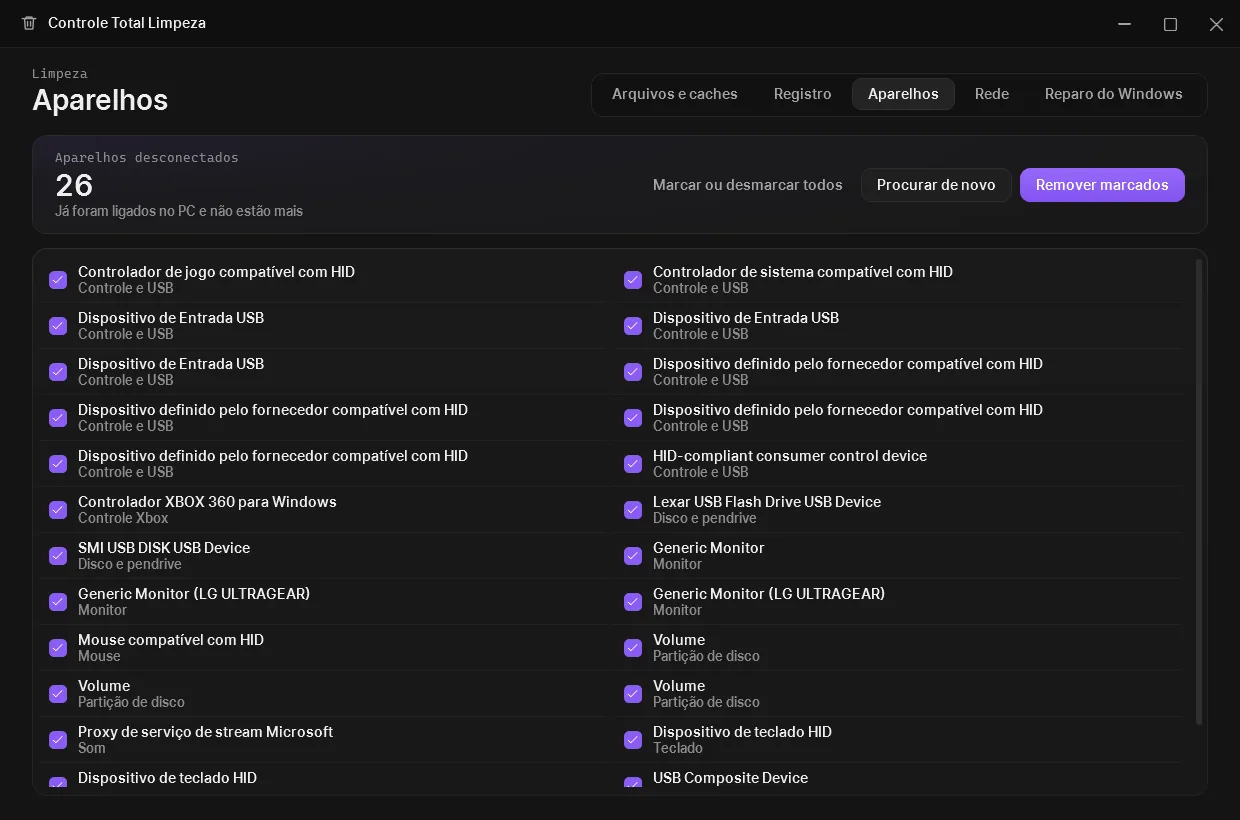 Controle Total Limpeza
Limpeza
Aparelhos
Arquivos e caches
Registro
Aparelhos
Rede
Reparo do Windows
Aparelhos desconectados
26
Já foram ligados no PC e não estão mais
Marcar ou desmarcar todos
Procurar de novo
Remover marcados
Controlador de jogo compatível com HID
Controle e USB
Controlador de sistema compatível com HID
Controle e USB
Dispositivo de Entrada USB
Controle e USB
Dispositivo de Entrada USB
Controle e USB
Dispositivo de Entrada USB
Controle e USB
Dispositivo definido pelo fornecedor compatível com HID
Controle e USB
Dispositivo definido pelo fornecedor compatível com HID
Controle e USB
Dispositivo definido pelo fornecedor compatível com HID
Controle e USB
Dispositivo definido pelo fornecedor compatível com HID
Controle e USB
HID-compliant consumer control device
Controle e USB
Controlador XBOX 360 para Windows
Controle Xbox
Lexar USB Flash Drive USB Device
Disco e pendrive
SMI USB DISK USB Device
Disco e pendrive
Generic Monitor
Monitor
Generic Monitor (LG ULTRAGEAR)
Monitor
Generic Monitor (LG ULTRAGEAR)
Monitor
Mouse compatível com HID
Mouse
Volume
Partição de disco
Volume
Partição de disco
Volume
Partição de disco
Proxy de serviço de stream Microsoft
Som
Dispositivo de teclado HID
Teclado
Dispositivo de teclado HID
USB Composite Device